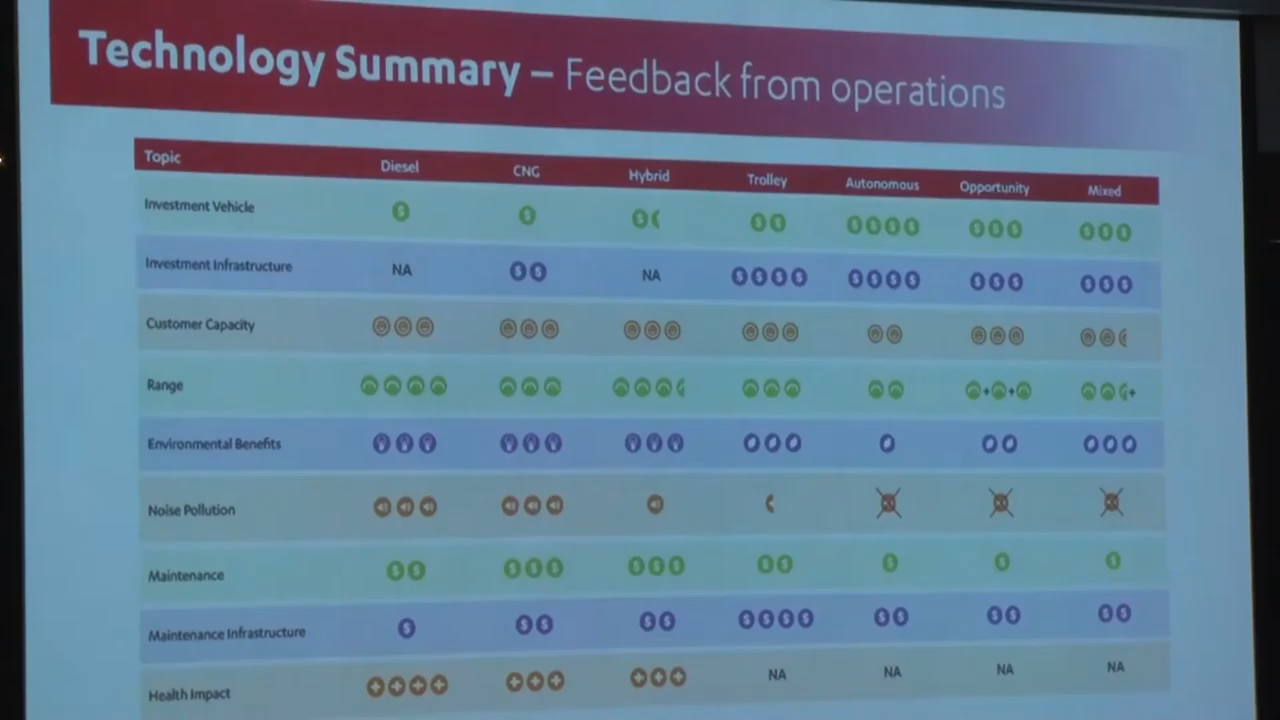 Technology Summary – Feedback from operations
Topic Diesel CNG Hybrid Trolley Autonomous Opportunity Mixed
Investment Vehicle
Investment Infrastructure NA NA
Customer Capacity
Range + + +
Environmental Benefits
Noise Pollution
Maintenance
Maintenance Infrastructure
Health Impact NA NA NA NA